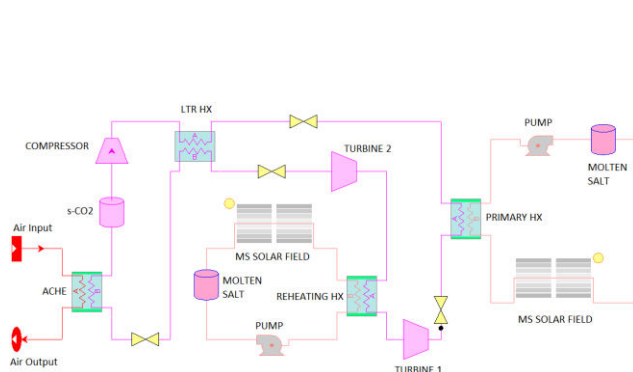 LTR HX
PUMP
COMPRESSOR
TURBINE 2
MOLTEN
SALT
s-CO2
Air Input
PRIMARY HX
MS SOLAR FIELD
ACHE
MOLTEN
SALT
REHEATING HX
PUMP
MS SOLAR FIELD
Air Output
TURBINE 1